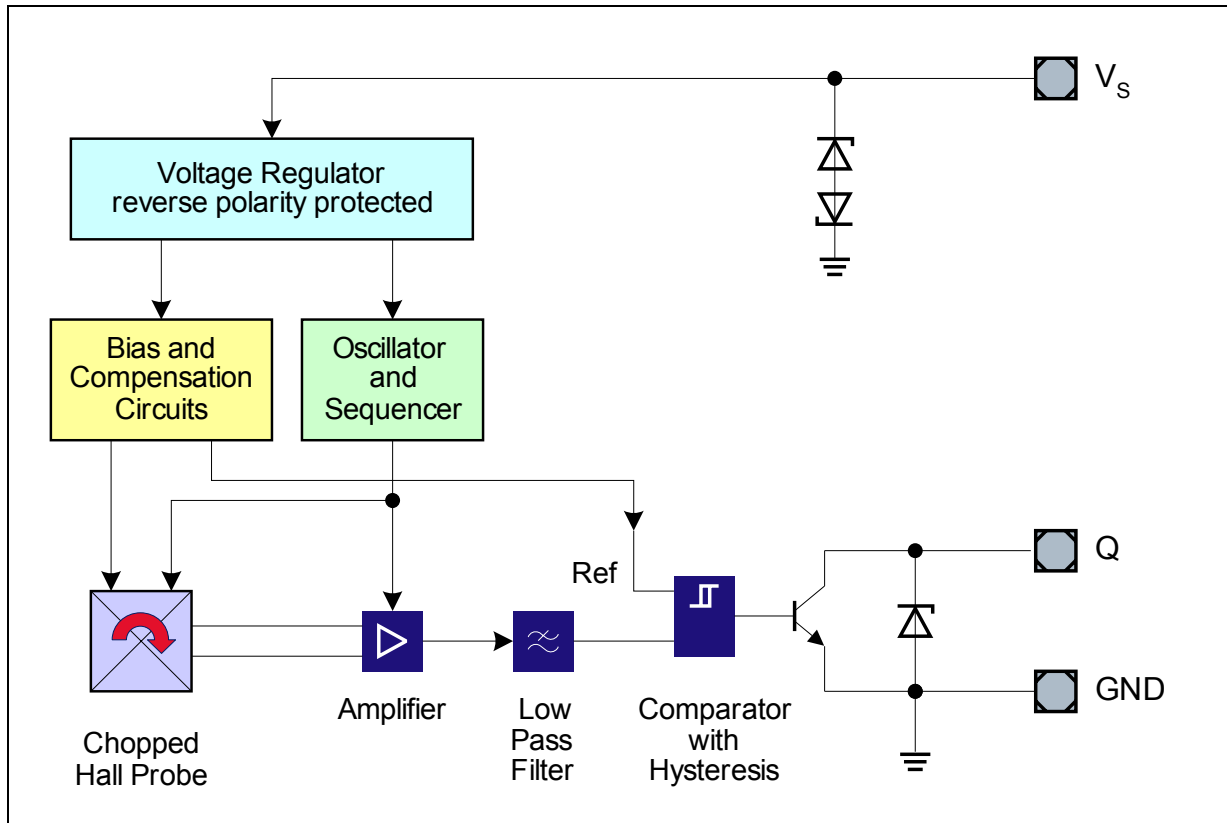 V_S
Voltage Regulator
reverse polarity protected
Bias and
Compensation
Circuits
Oscillator
and
Sequencer
Ref
Q
GND
Amplifier
Low
Pass
Filter
Comparator
with
Hysteresis
Chopped
Hall Probe